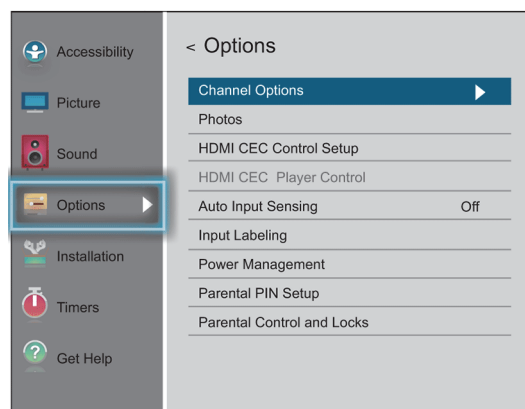 Accessibility
Picture
Sound
Options
Installation
Timers
Get Help
< Options
Channel Options
Photos
HDMI CEC Control Setup
HDMI CEC Player Control
Auto Input Sensing Off
Input Labeling
Power Management
Parental PIN Setup
Parental Control and Locks